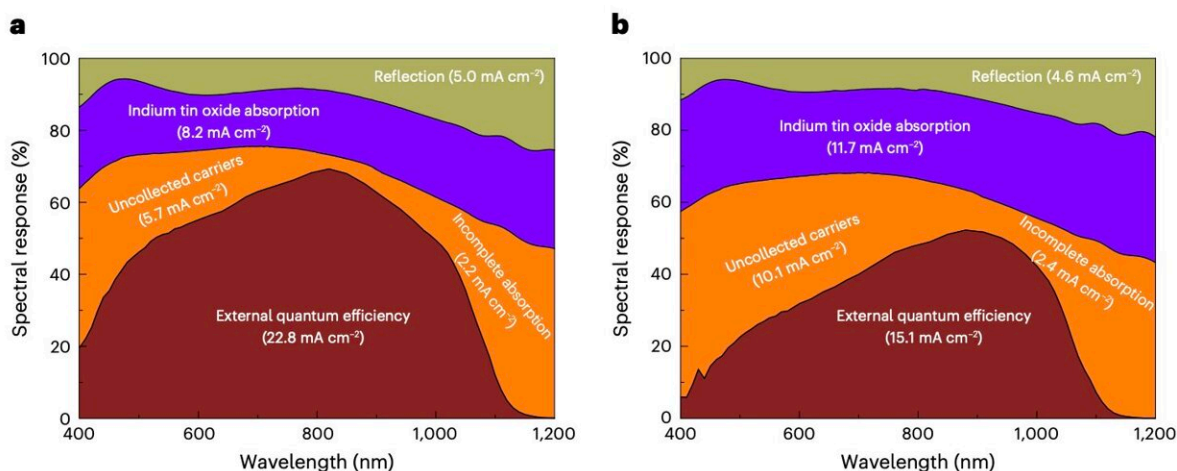 a
100
80
60
40
20
0
Spectral response (%)
Reflection (5.0 mA cm⁻²)
Indium tin oxide absorption
(8.2 mA cm⁻²)
Uncollected carriers
(5.7 mA cm⁻²)
Incomplete absorption
(2.2 mA cm⁻²)
External quantum efficiency
(22.8 mA cm⁻²)
400 600 800 1,000 1,200
Wavelength (nm)
b
100
80
60
40
20
0
Spectral response (%)
Reflection (4.6 mA cm⁻²)
Indium tin oxide absorption
(11.7 mA cm⁻²)
Uncollected carriers
(10.1 mA cm⁻²)
Incomplete absorption
(2.4 mA cm⁻²)
External quantum efficiency
(15.1 mA cm⁻²)
400 600 800 1,000 1,200
Wavelength (nm)